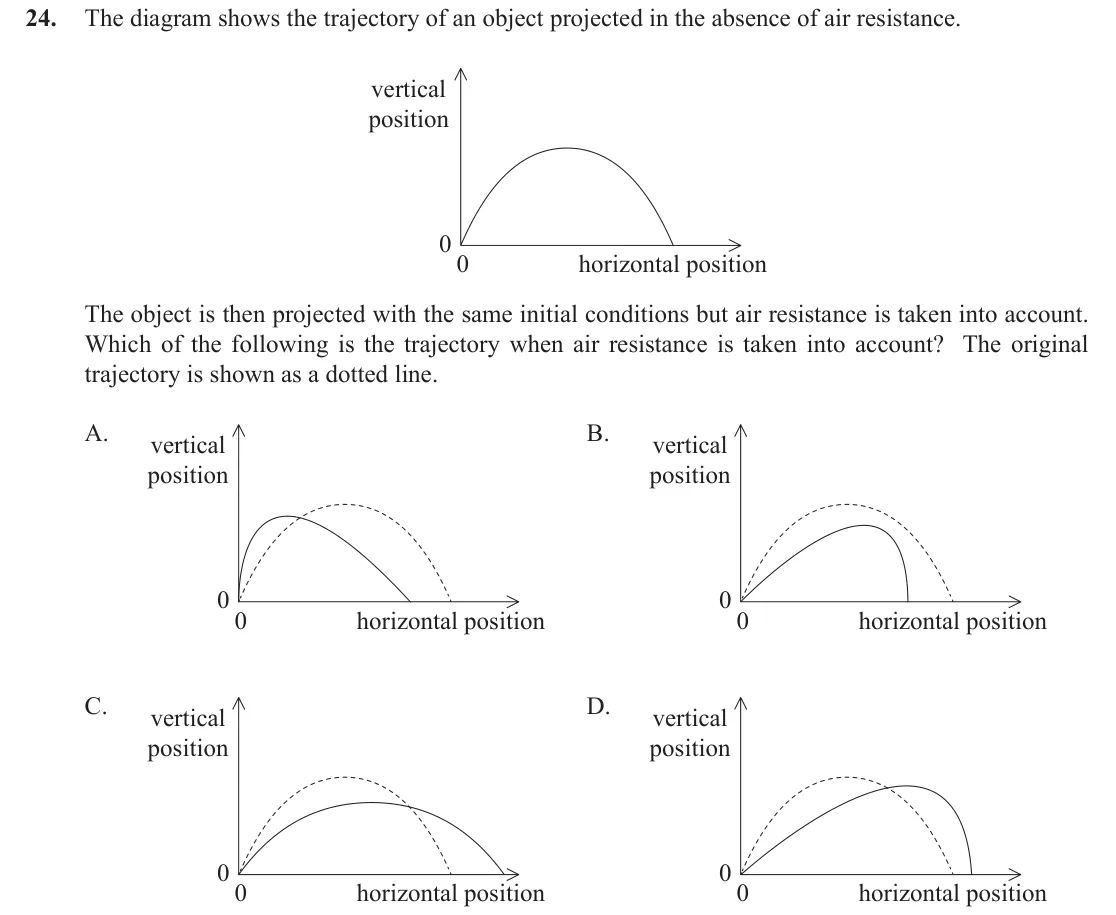 24. The diagram shows the trajectory of an object projected in the absence of air resistance.
vertical
position
0
0
horizontal position
The object is then projected with the same initial conditions but air resistance is taken into account.
Which of the following is the trajectory when air resistance is taken into account? The original
trajectory is shown as a dotted line.
A.
vertical
position
0
0
horizontal position
B.
vertical
position
0
0
horizontal position
C.
vertical
position
0
0
horizontal position
D.
vertical
position
0
0
horizontal position